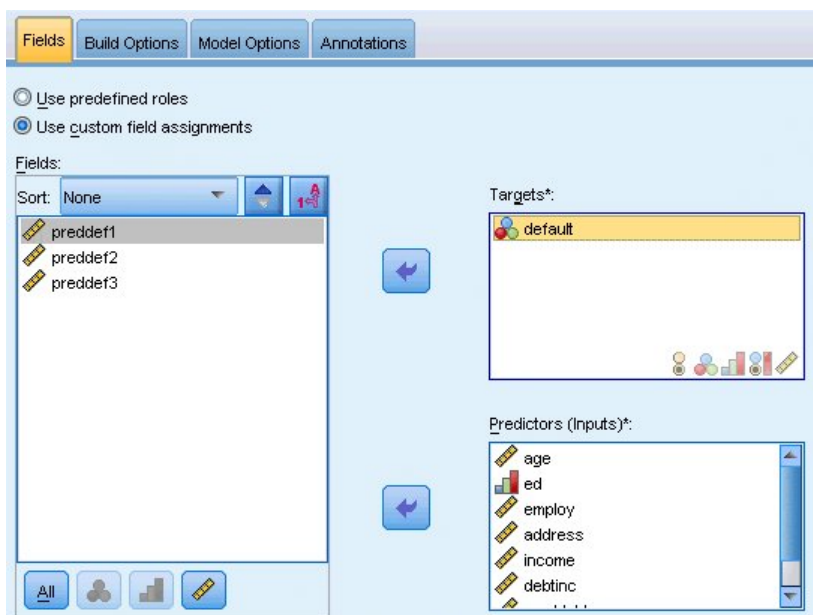 Fields Build Options Model Options Annotations
Use predefined roles
Use custom field assignments
Fields:
Sort: None
preddef1
preddef2
preddef3
All
Targets*:
default
Predictors (Inputs)*:
age
ed
employ
address
income
debtinc